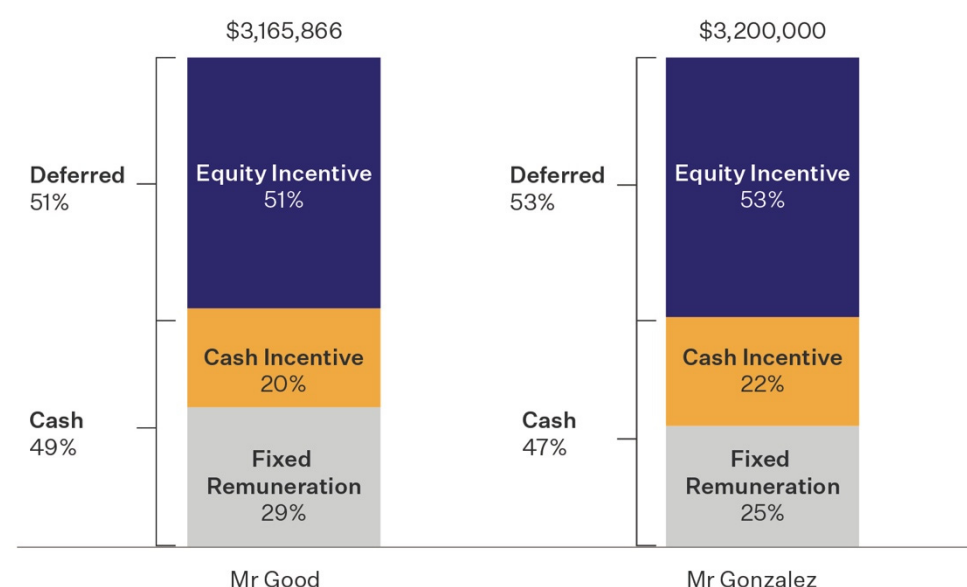 $3,165,866
Deferred
51%
Equity Incentive
51%
Cash Incentive
20%
Cash
49%
Fixed
Remuneration
29%
Mr Good
$3,200,000
Deferred
53%
Equity Incentive
53%
Cash Incentive
22%
Cash
47%
Fixed
Remuneration
25%
Mr Gonzalez